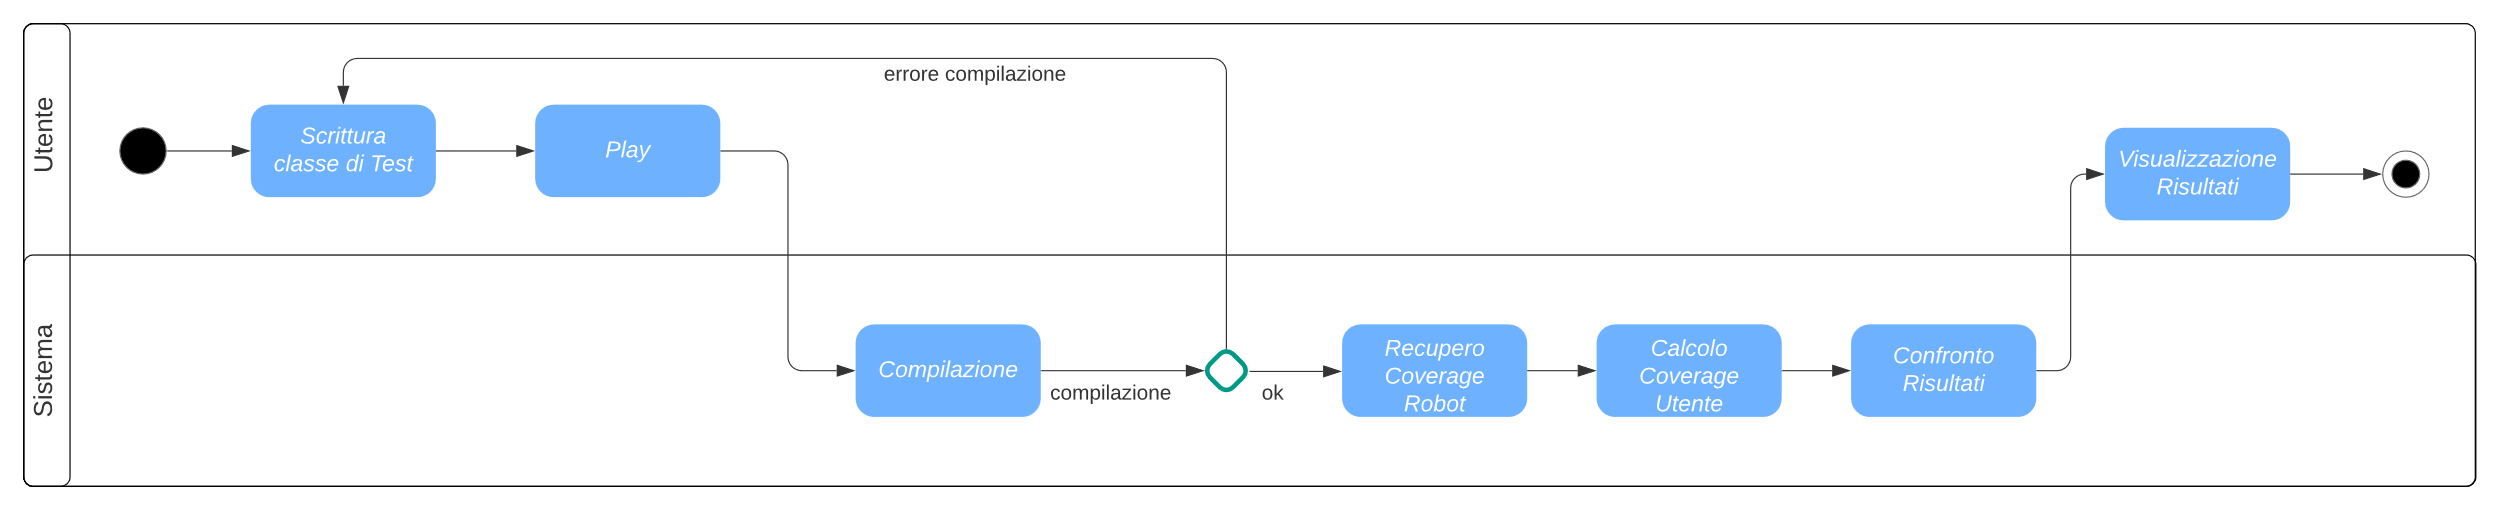 Utente
errore compilazione
Scrittura
classe di Test
Play
Visualizzazione
Risultati
Sistema
Compilazione
compilazione
ok
Recupero
Coverage
Robot
Calcolo
Coverage
Utente
Confronto
Risultati